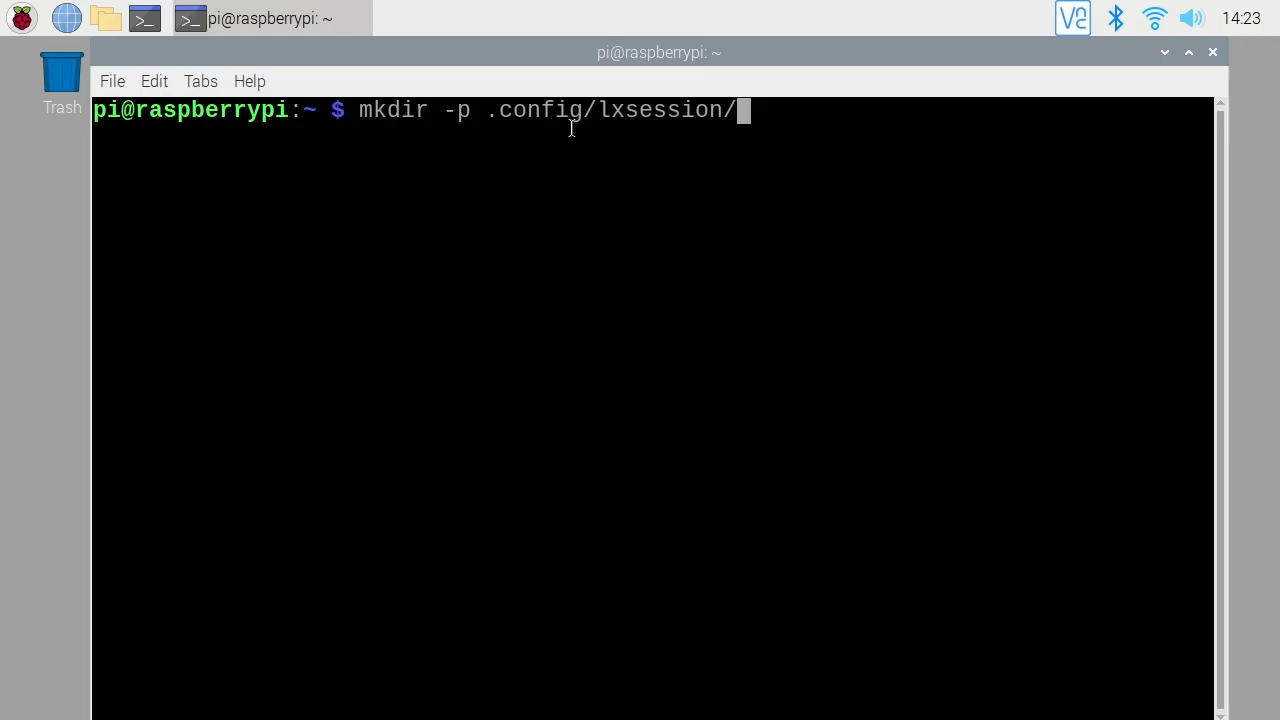 pi@raspberrypi: ~
14:23
pi@raspberrypi: ~
File Edit Tabs Help
Trash
pi@raspberrypi:~ $ mkdir -p .config/lxsession/